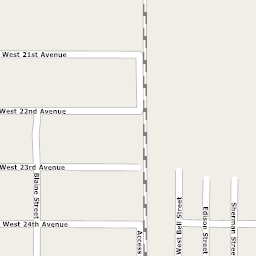 West 21st Avenue
West 22nd Avenue
West 23rd Avenue
Blaine Street
West 24th Avenue
Access
West Bell Street
Edison Street
Sherman Street